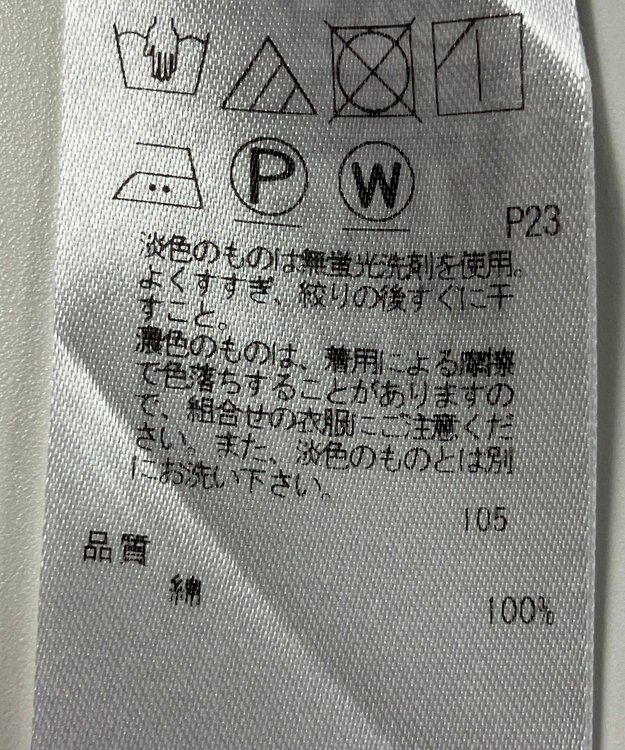 P
W
P23
淡色のものは無蛍光洗剤を使用。
よくすすぎ、絞りの後すぐに干
すこと。
濃色のものは、着用による摩擦
で色落ちすることがありますの
で、組合せの衣服にご注意くだ
さい。また、淡色のものとは別
にお洗い下さい。
105
品質
綿 100%